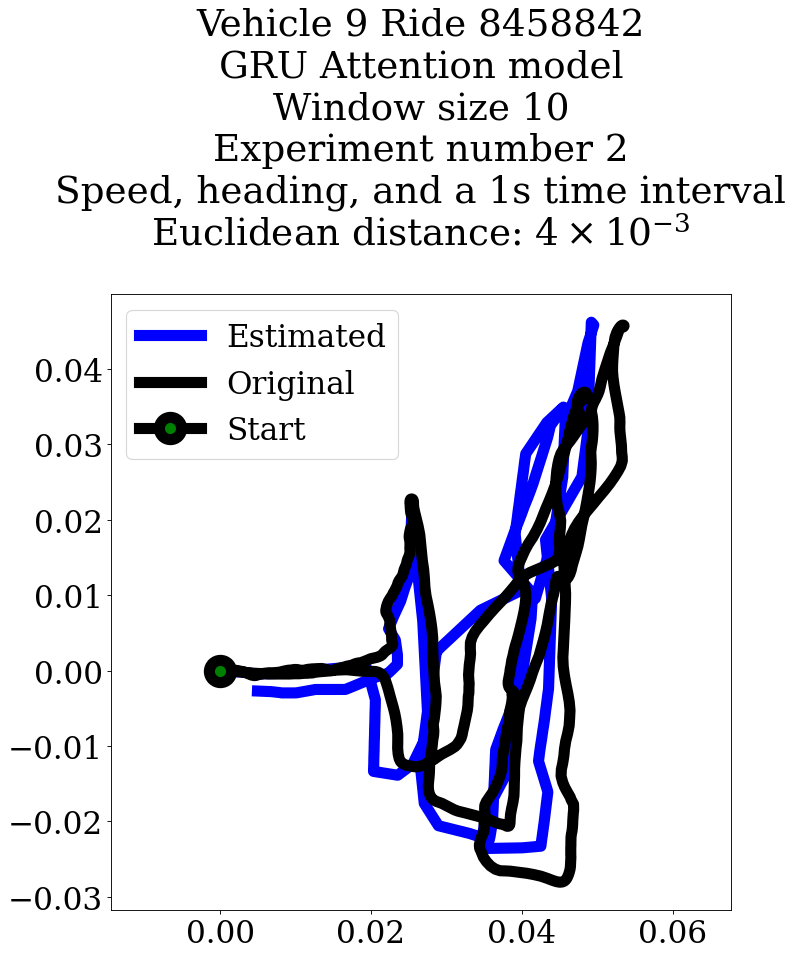 Vehicle 9 Ride 8458842
GRU Attention model
Window size 10
Experiment number 2
Speed, heading, and a 1s time interval
Euclidean distance: 4 × 10⁻³
Estimated
Original
Start
0.04
0.03
0.02
0.01
0.00
−0.01
−0.02
−0.03
0.00 0.02 0.04 0.06